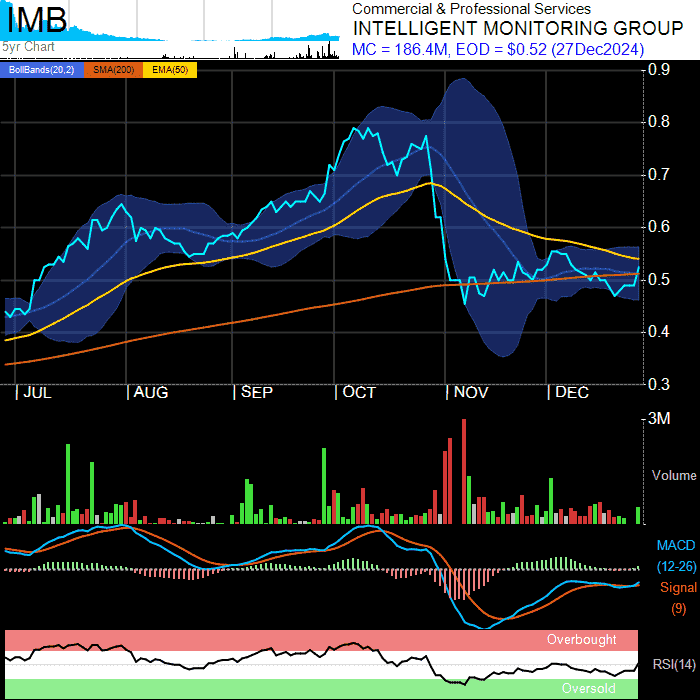 IMB
5yr Chart
Commercial & Professional Services
INTELLIGENT MONITORING GROUP
MC = 186.4M, EOD = $0.52 (27Dec2024)
BollBands(20,2) SMA(200) EMA(50)
0.9
0.8
0.7
0.6
0.5
0.4
0.3
JUL AUG SEP OCT NOV DEC
3M
Volume
MACD
(12-26)
Signal
(9)
Overbought
RSI(14)
Oversold